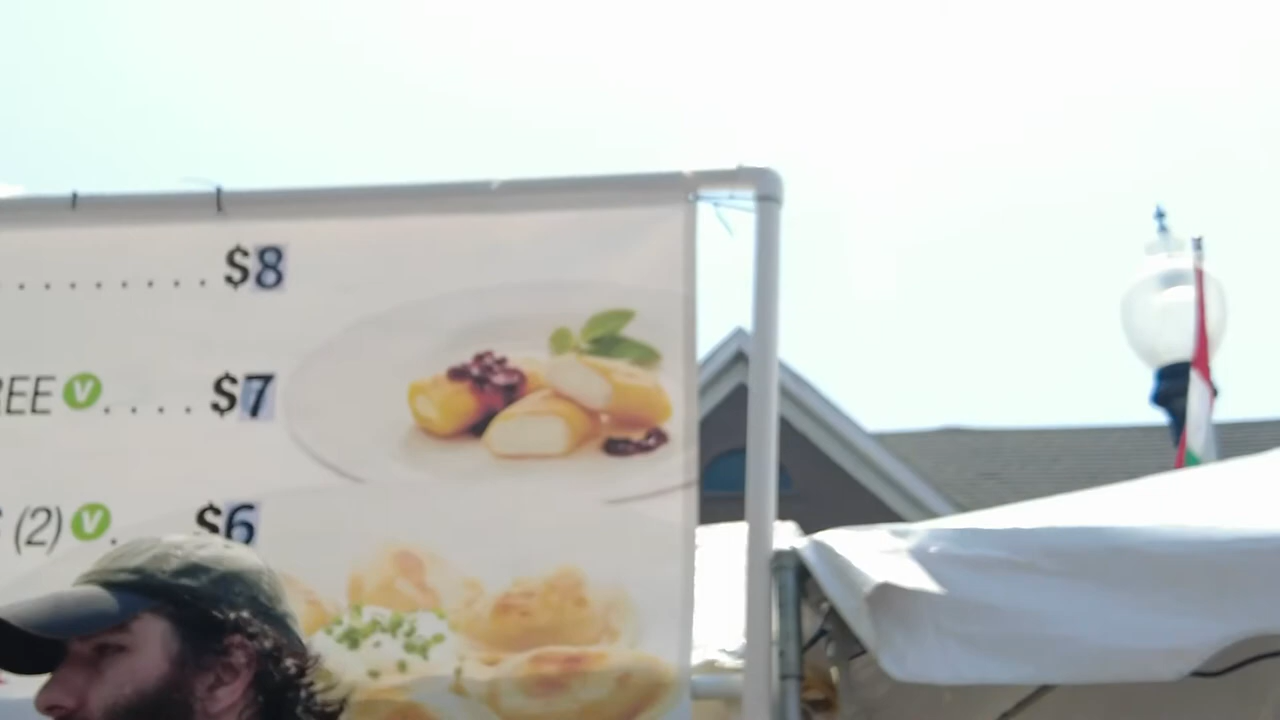 ......... $8
REE V .... $7
(2) V . $6